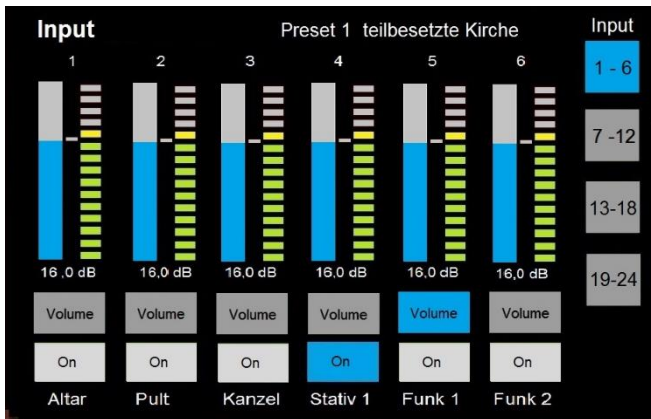 Input Preset 1 teilbesetzte Kirche Input
1 2 3 4 5 6
1 - 6
7 -12
13-18
19-24
16 ,0 dB 16,0 dB 16,0 dB 16,0 dB 16,0 dB 16,0 dB
Volume Volume Volume Volume Volume Volume
On On On On On On
Altar Pult Kanzel Stativ 1 Funk 1 Funk 2